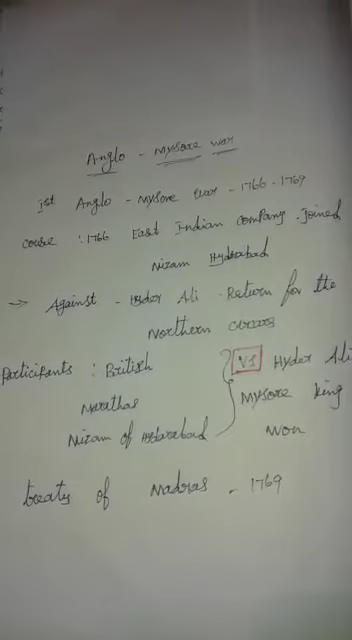 Anglo - Mysore war
1st Anglo - Mysore War - 1766 - 1769
couse : 1766 East Indian Company joined
Nizam Hyderabad
→ Against - Hyder Ali Return for the
Northern circars
Participants : British } VS Hyder Ali
Marathas Mysore king
Nizam of Hyderabad won
treaty of Madras - 1769